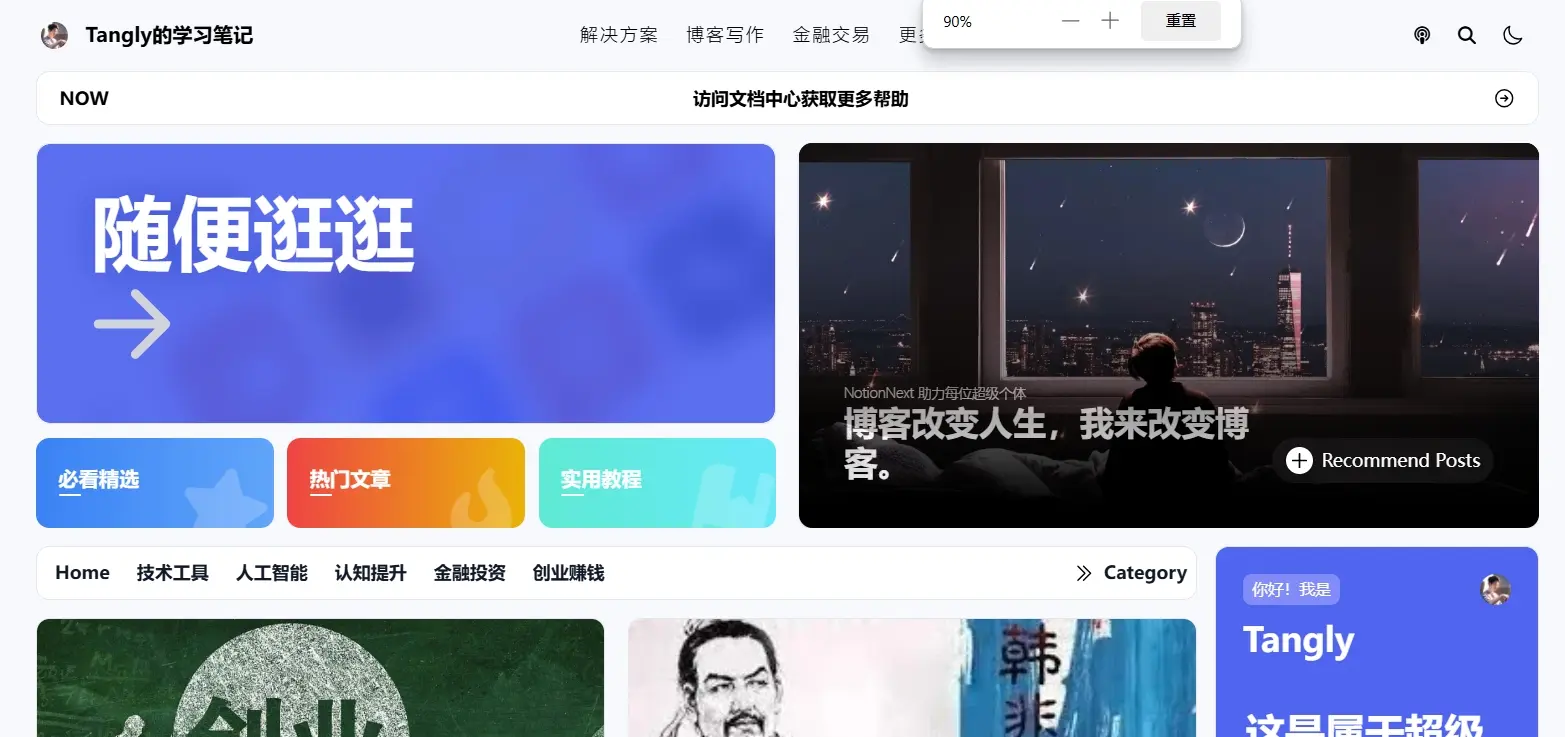 Tangly的学习笔记
解决方案 博客写作 金融交易 更
90% 重置
NOW 访问文档中心获取更多帮助
随便逛逛
NotionNext 助力每位超级个体
博客改变人生，我来改变博
客。
Recommend Posts
必看精选 热门文章 实用教程
Home 技术工具 人工智能 认知提升 金融投资 创业赚钱 Category
你好！我是
Tangly
这是属于超级
创业
韩非